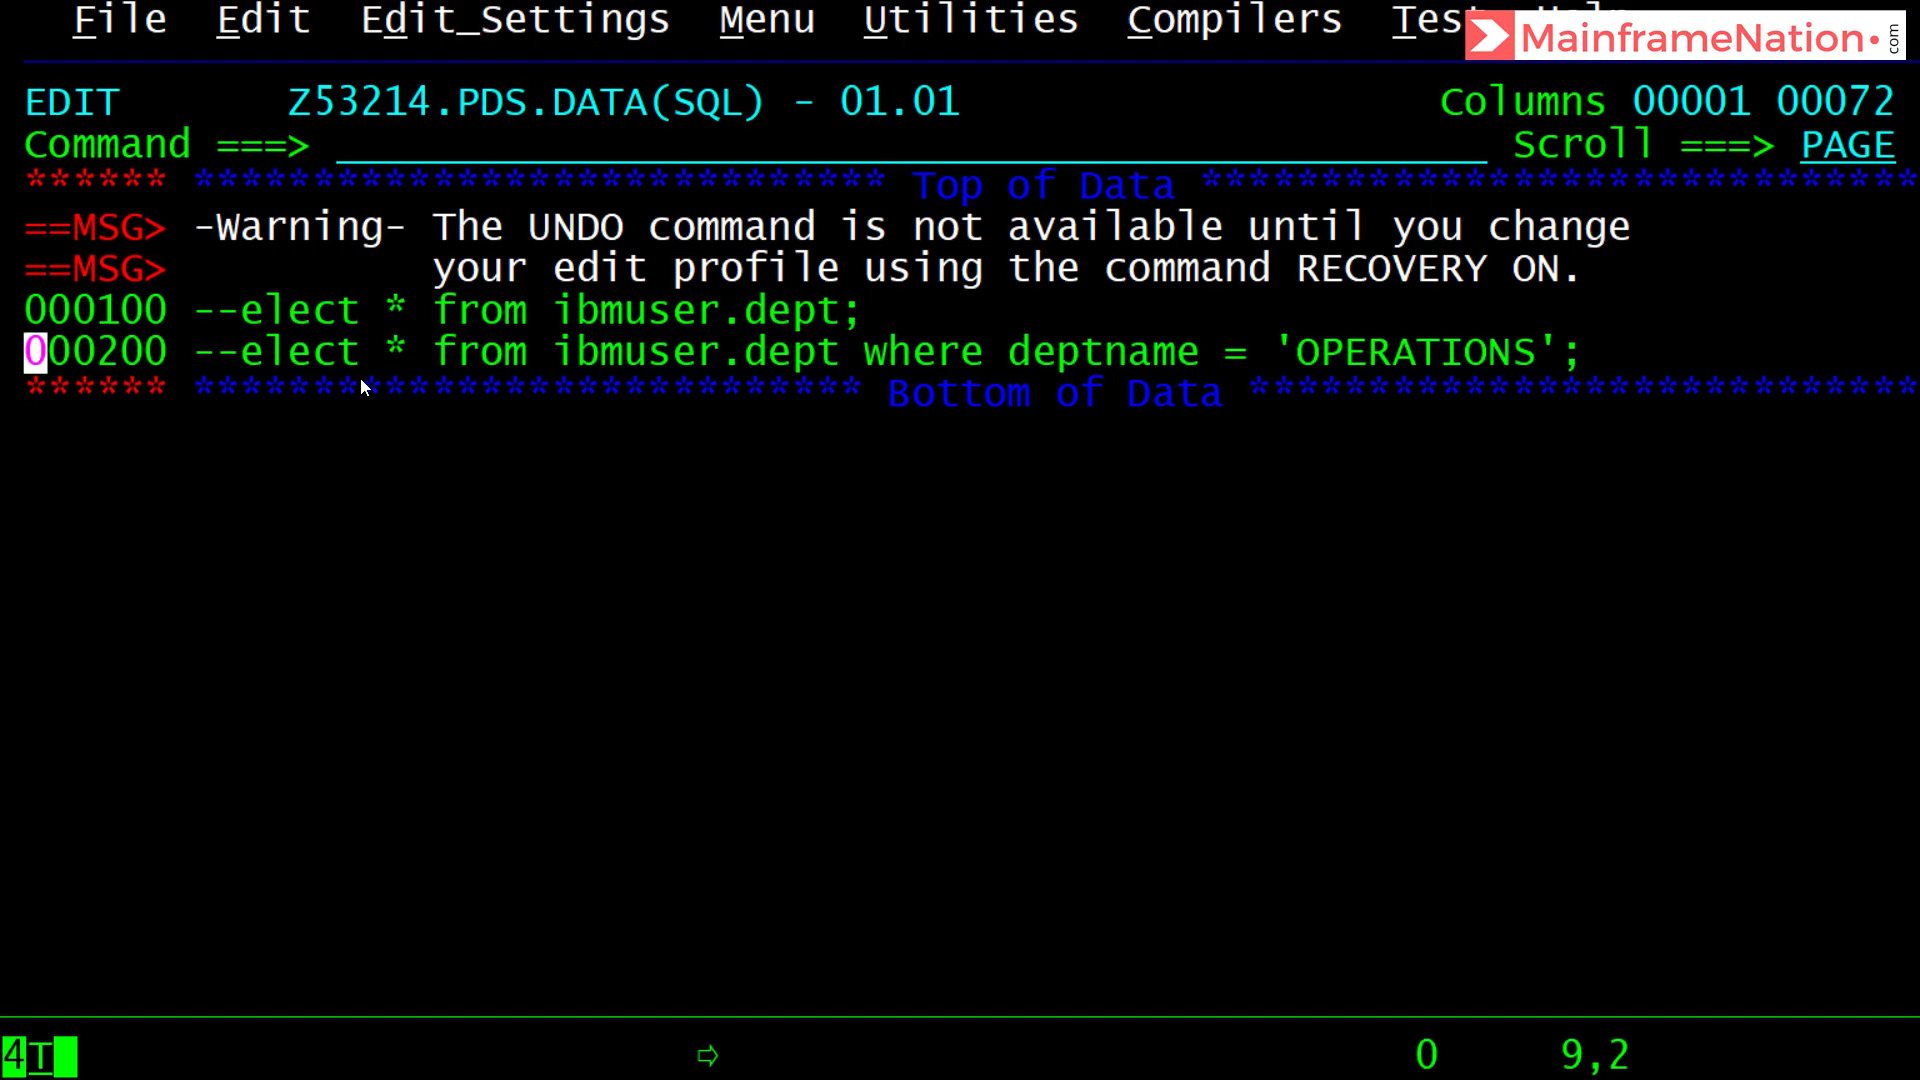 File Edit Edit_Settings Menu Utilities Compilers Test Help
MainframeNation.com
EDIT Z53214.PDS.DATA(SQL) - 01.01 Columns 00001 00072
Command ===> Scroll ===> PAGE
****** ***************************** Top of Data ******************************
==MSG> -Warning- The UNDO command is not available until you change
==MSG> your edit profile using the command RECOVERY ON.
000100 --elect * from ibmuser.dept;
000200 --elect * from ibmuser.dept where deptname = 'OPERATIONS';
****** **************************** Bottom of Data ****************************
4T ⇨ 0 9,2